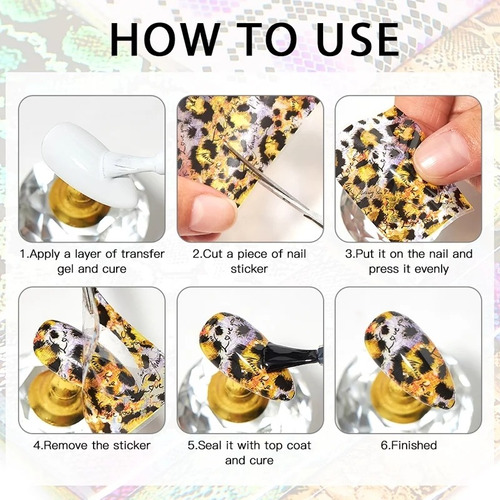 HOW TO USE
1.Apply a layer of transfer
gel and cure
2.Cut a piece of nail
sticker
3.Put it on the nail and
press it evenly
4.Remove the sticker
5.Seal it with top coat
and cure
6.Finished